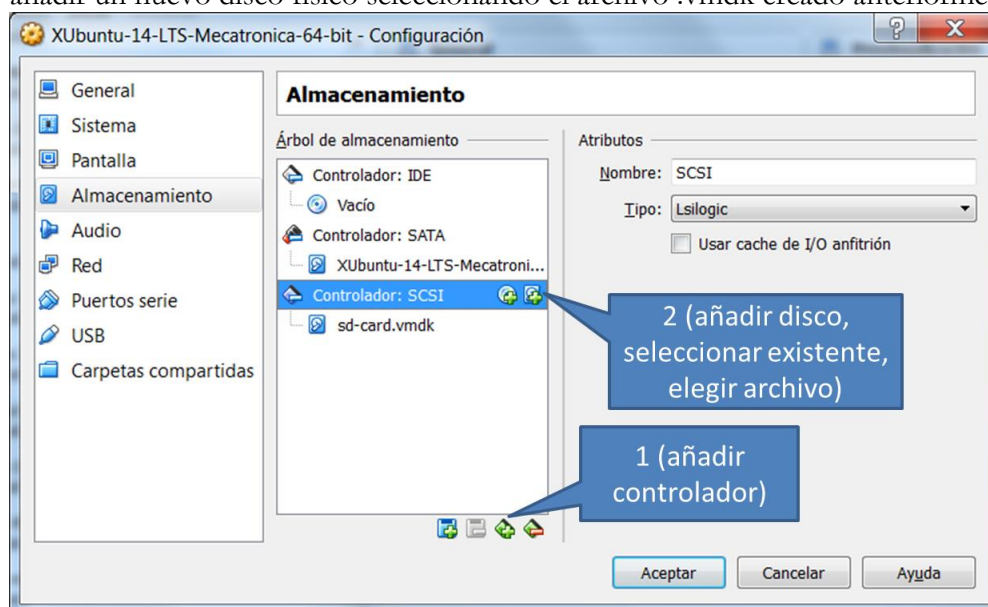 añadir un nuevo disco físico seleccionando el archivo .vmdk creado anteriorme
XUbuntu-14-LTS-Mecatronica-64-bit - Configuración
General
Sistema
Pantalla
Almacenamiento
Audio
Red
Puertos serie
USB
Carpetas compartidas
Almacenamiento
Árbol de almacenamiento
Controlador: IDE
Vacío
Controlador: SATA
XUbuntu-14-LTS-Mecatroni...
Controlador: SCSI
sd-card.vmdk
Atributos
Nombre: SCSI
Tipo: Lsilogic
Usar cache de I/O anfitrión
2 (añadir disco,
seleccionar existente,
elegir archivo)
1 (añadir
controlador)
Aceptar Cancelar Ayuda